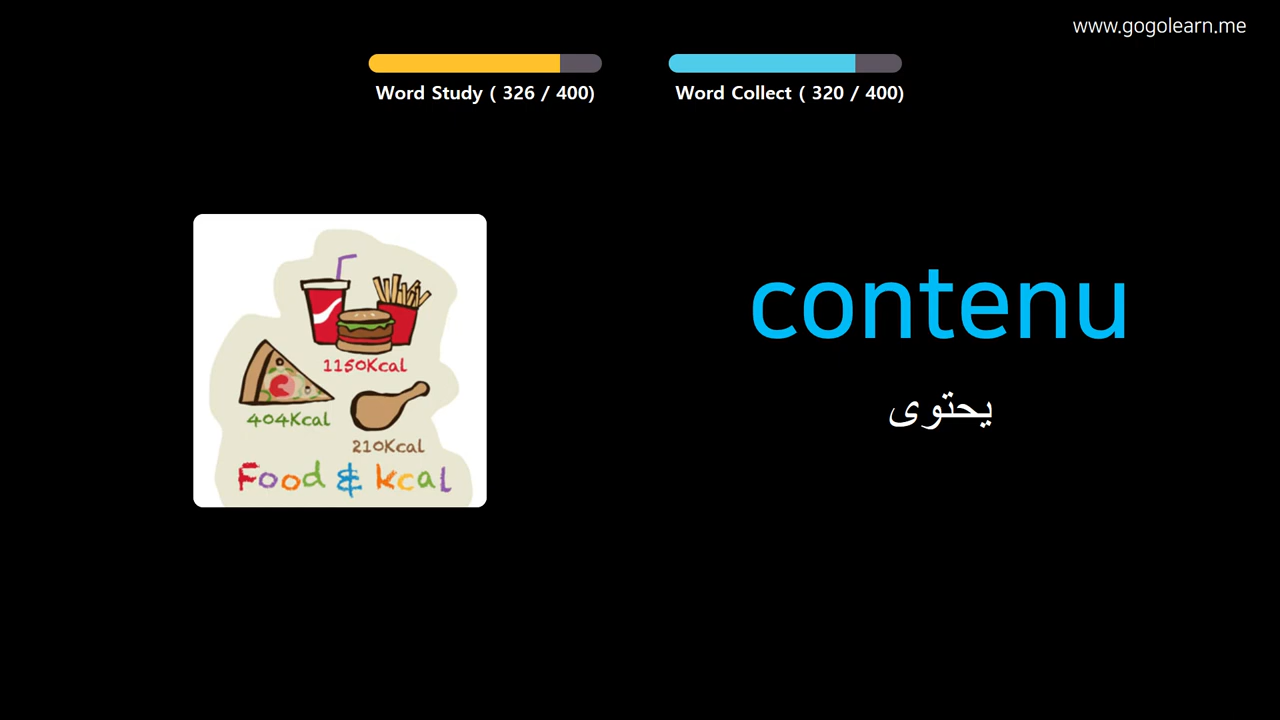 www.gogolearn.me
Word Study ( 326 / 400)
Word Collect ( 320 / 400)
1150Kcal
404Kcal
210Kcal
Food & kcal
contenu
يحتوى